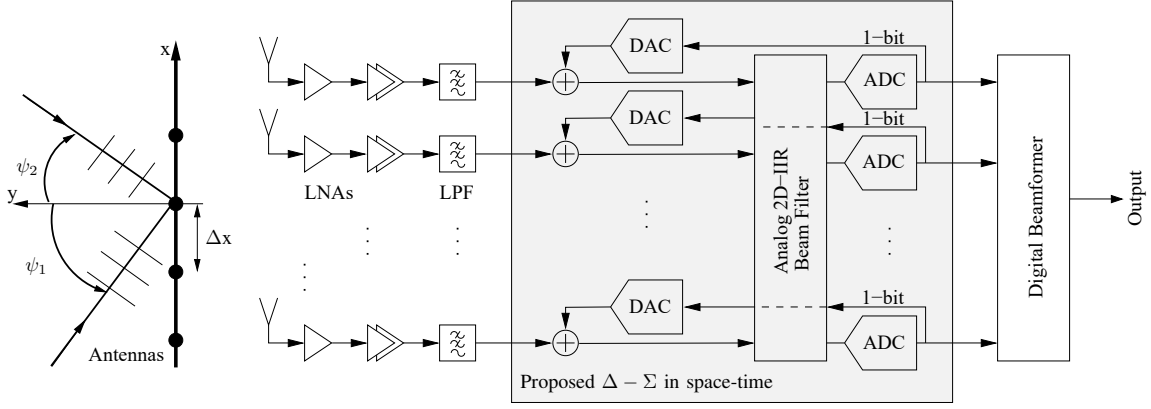 x
ψ2
y
Δx
ψ1
Antennas
LNAs
LPF
DAC
1−bit
ADC
DAC
1−bit
ADC
Analog 2D−IIR
Beam Filter
DAC
1−bit
ADC
Proposed Δ − Σ in space-time
Digital Beamformer
Output